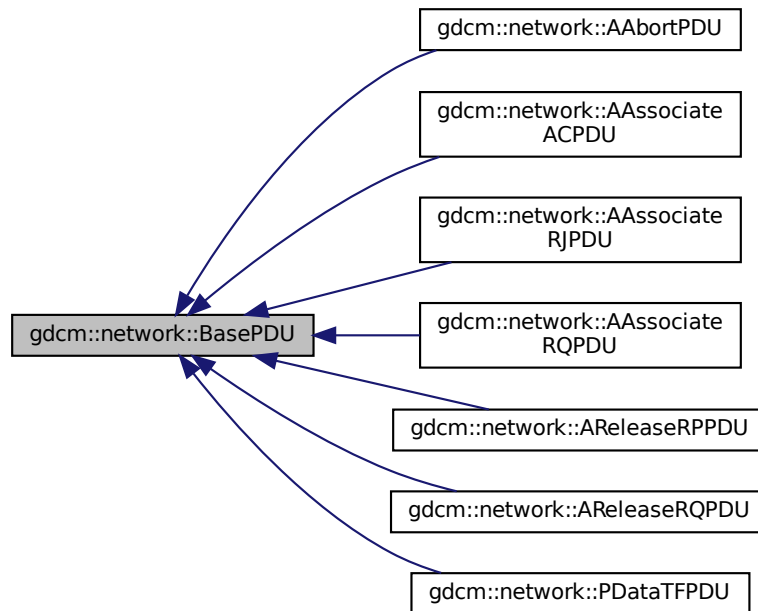 gdcm::network::AAbortPDU
gdcm::network::AAssociate
ACPDU
gdcm::network::AAssociate
RJPDU
gdcm::network::BasePDU
gdcm::network::AAssociate
RQPDU
gdcm::network::AReleaseRPPDU
gdcm::network::AReleaseRQPDU
gdcm::network::PDataTFPDU